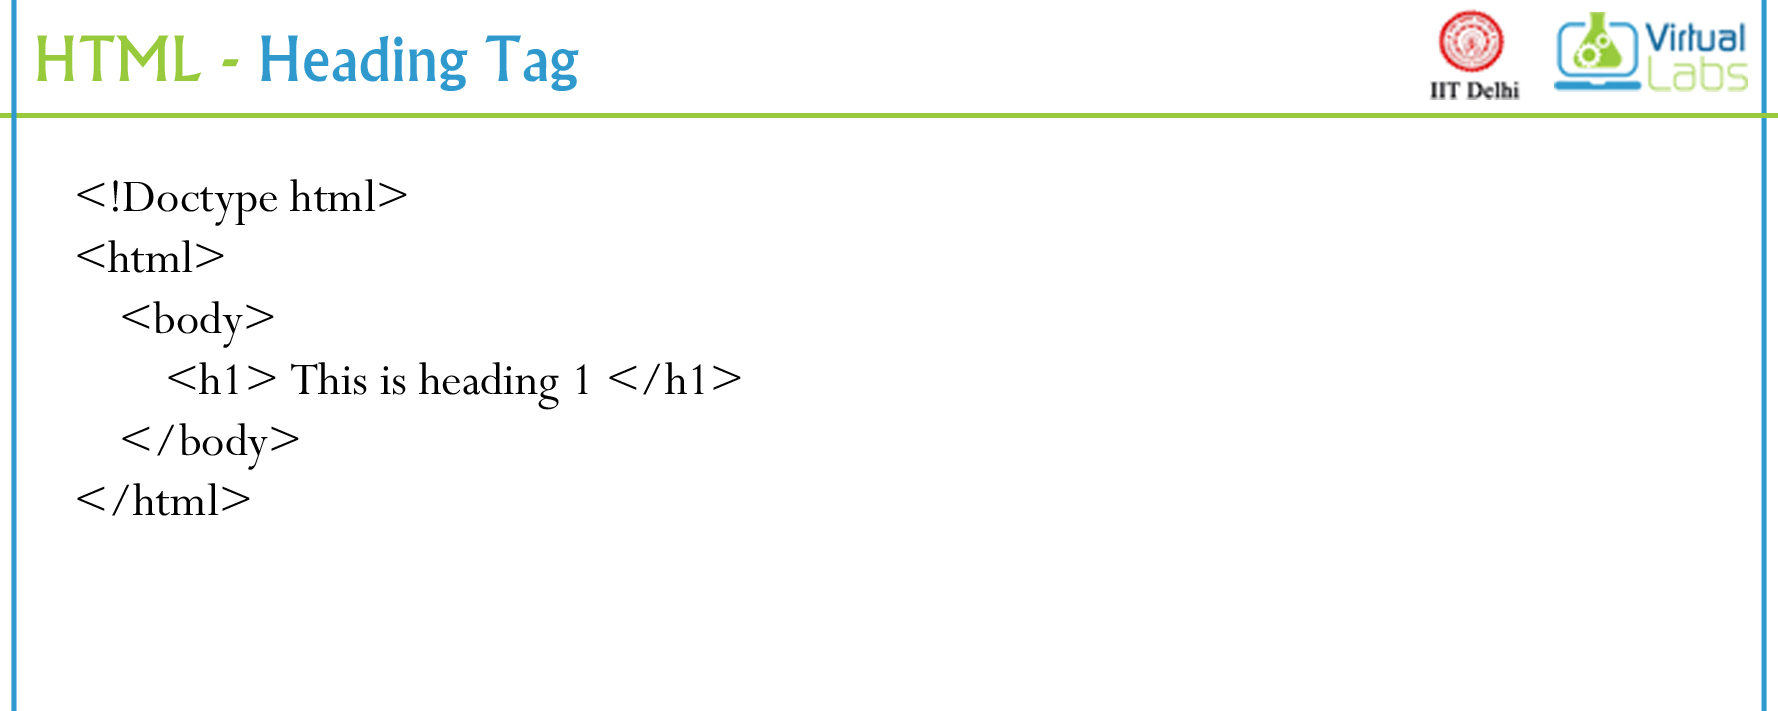 HTML - Heading Tag
IIT Delhi
Virtual
Labs
<!Doctype html>
<html>
<body>
<h1> This is heading 1 </h1>
</body>
</html>